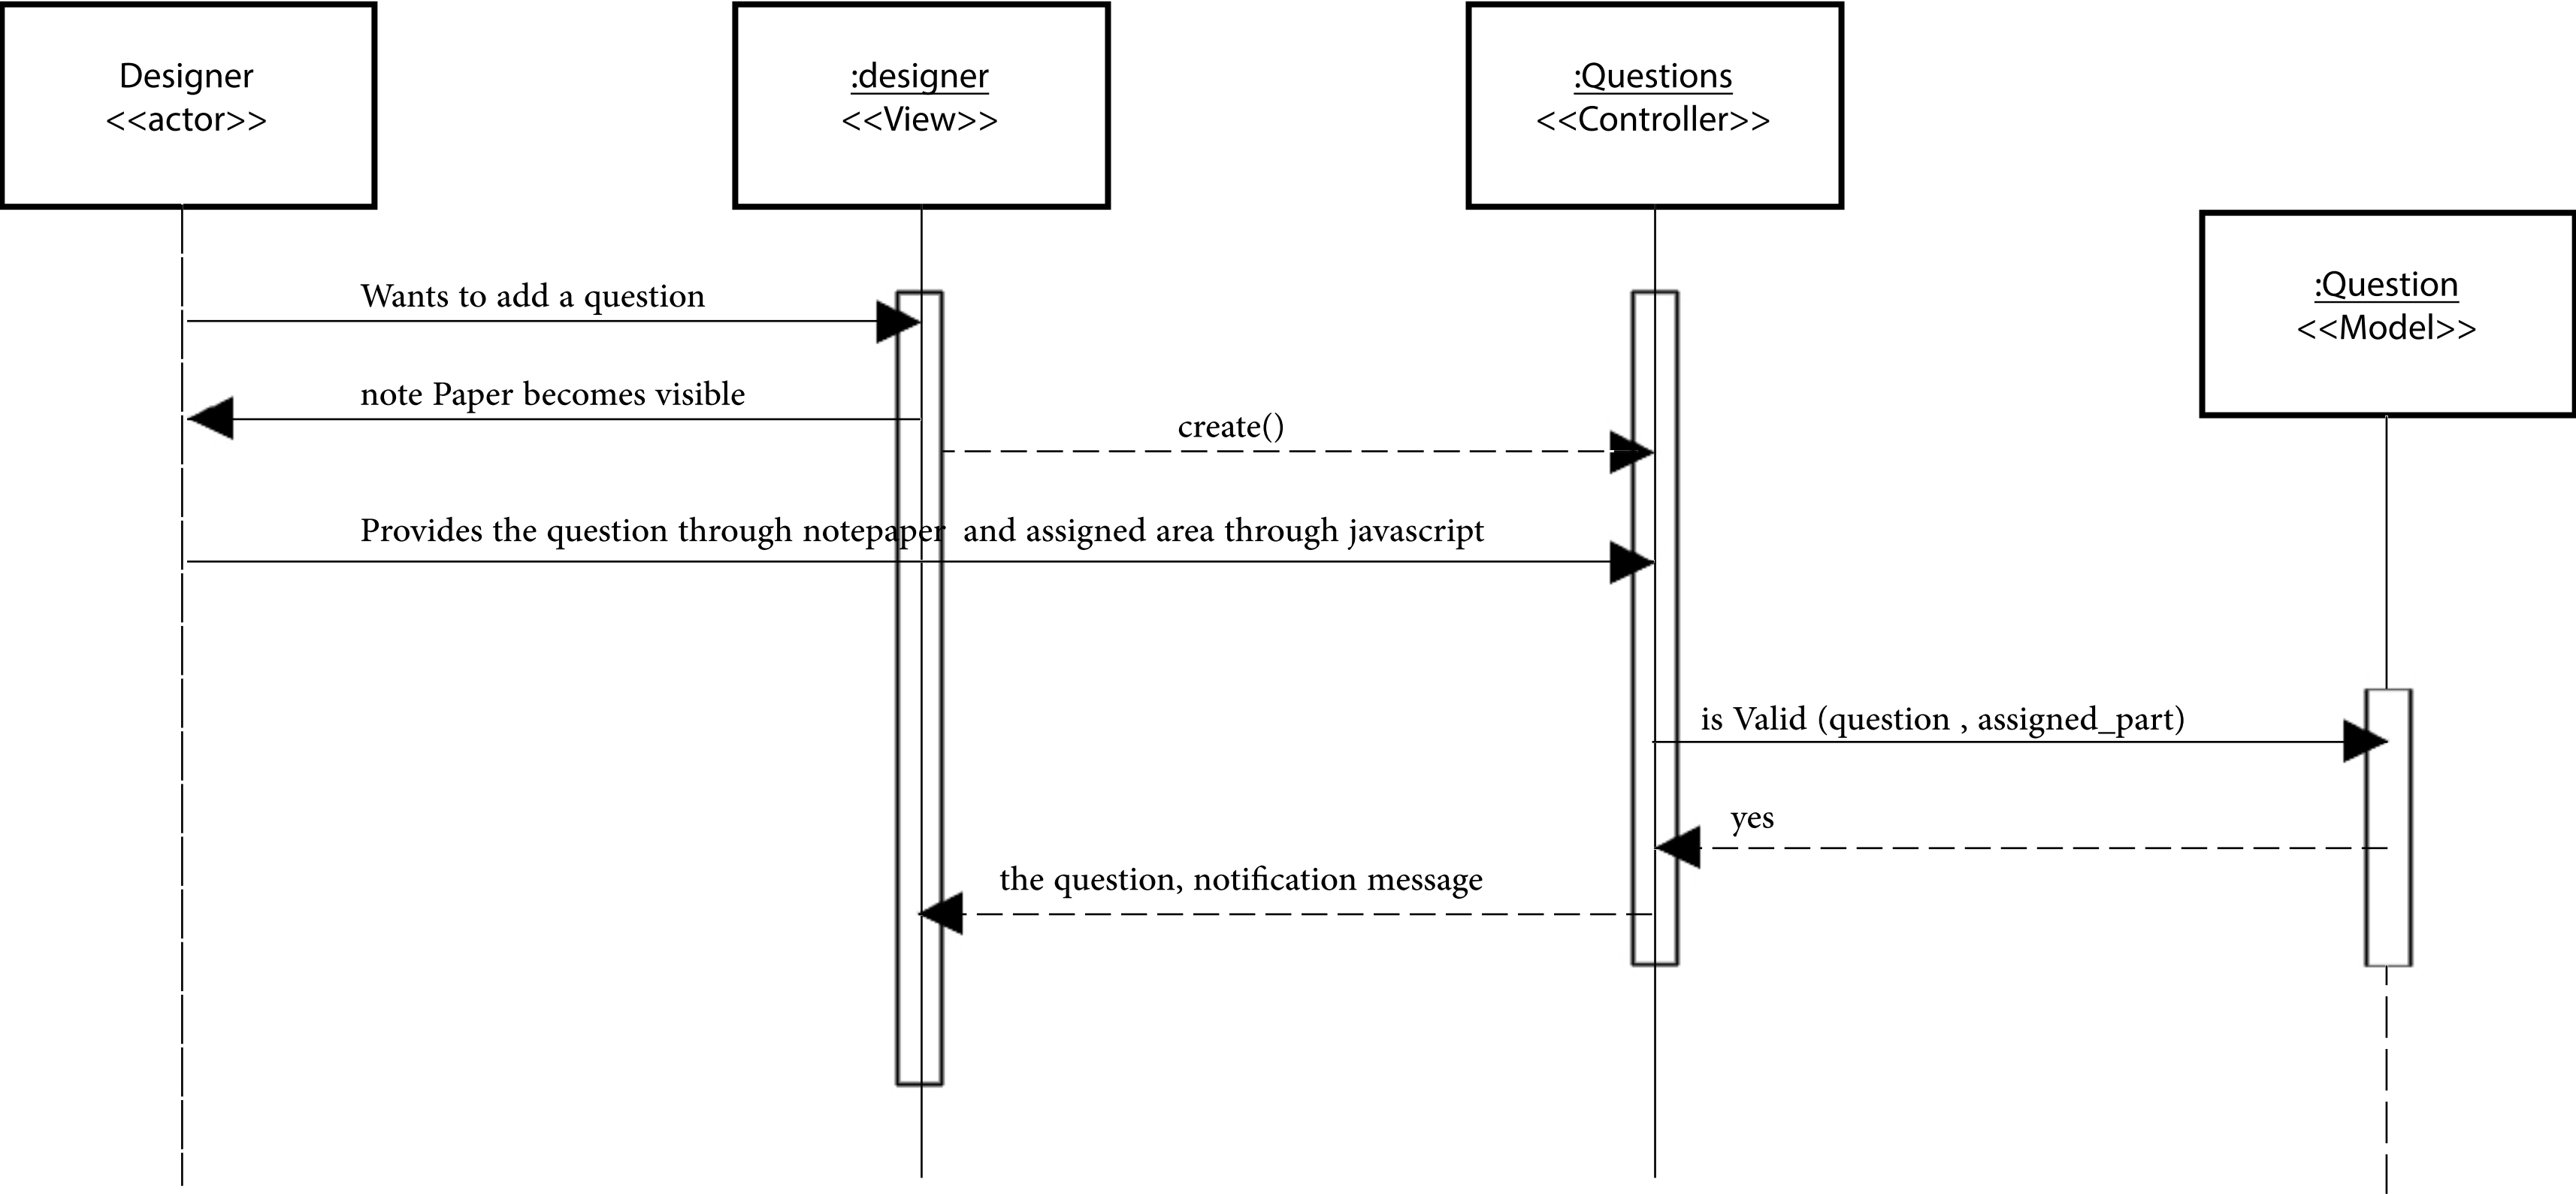 Designer
<<actor>>
:designer
<<View>>
:Questions
<<Controller>>
:Question
<<Model>>
Wants to add a question
note Paper becomes visible
create()
Provides the question through notepaper and assigned area through javascript
is Valid (question , assigned_part)
yes
the question, notification message